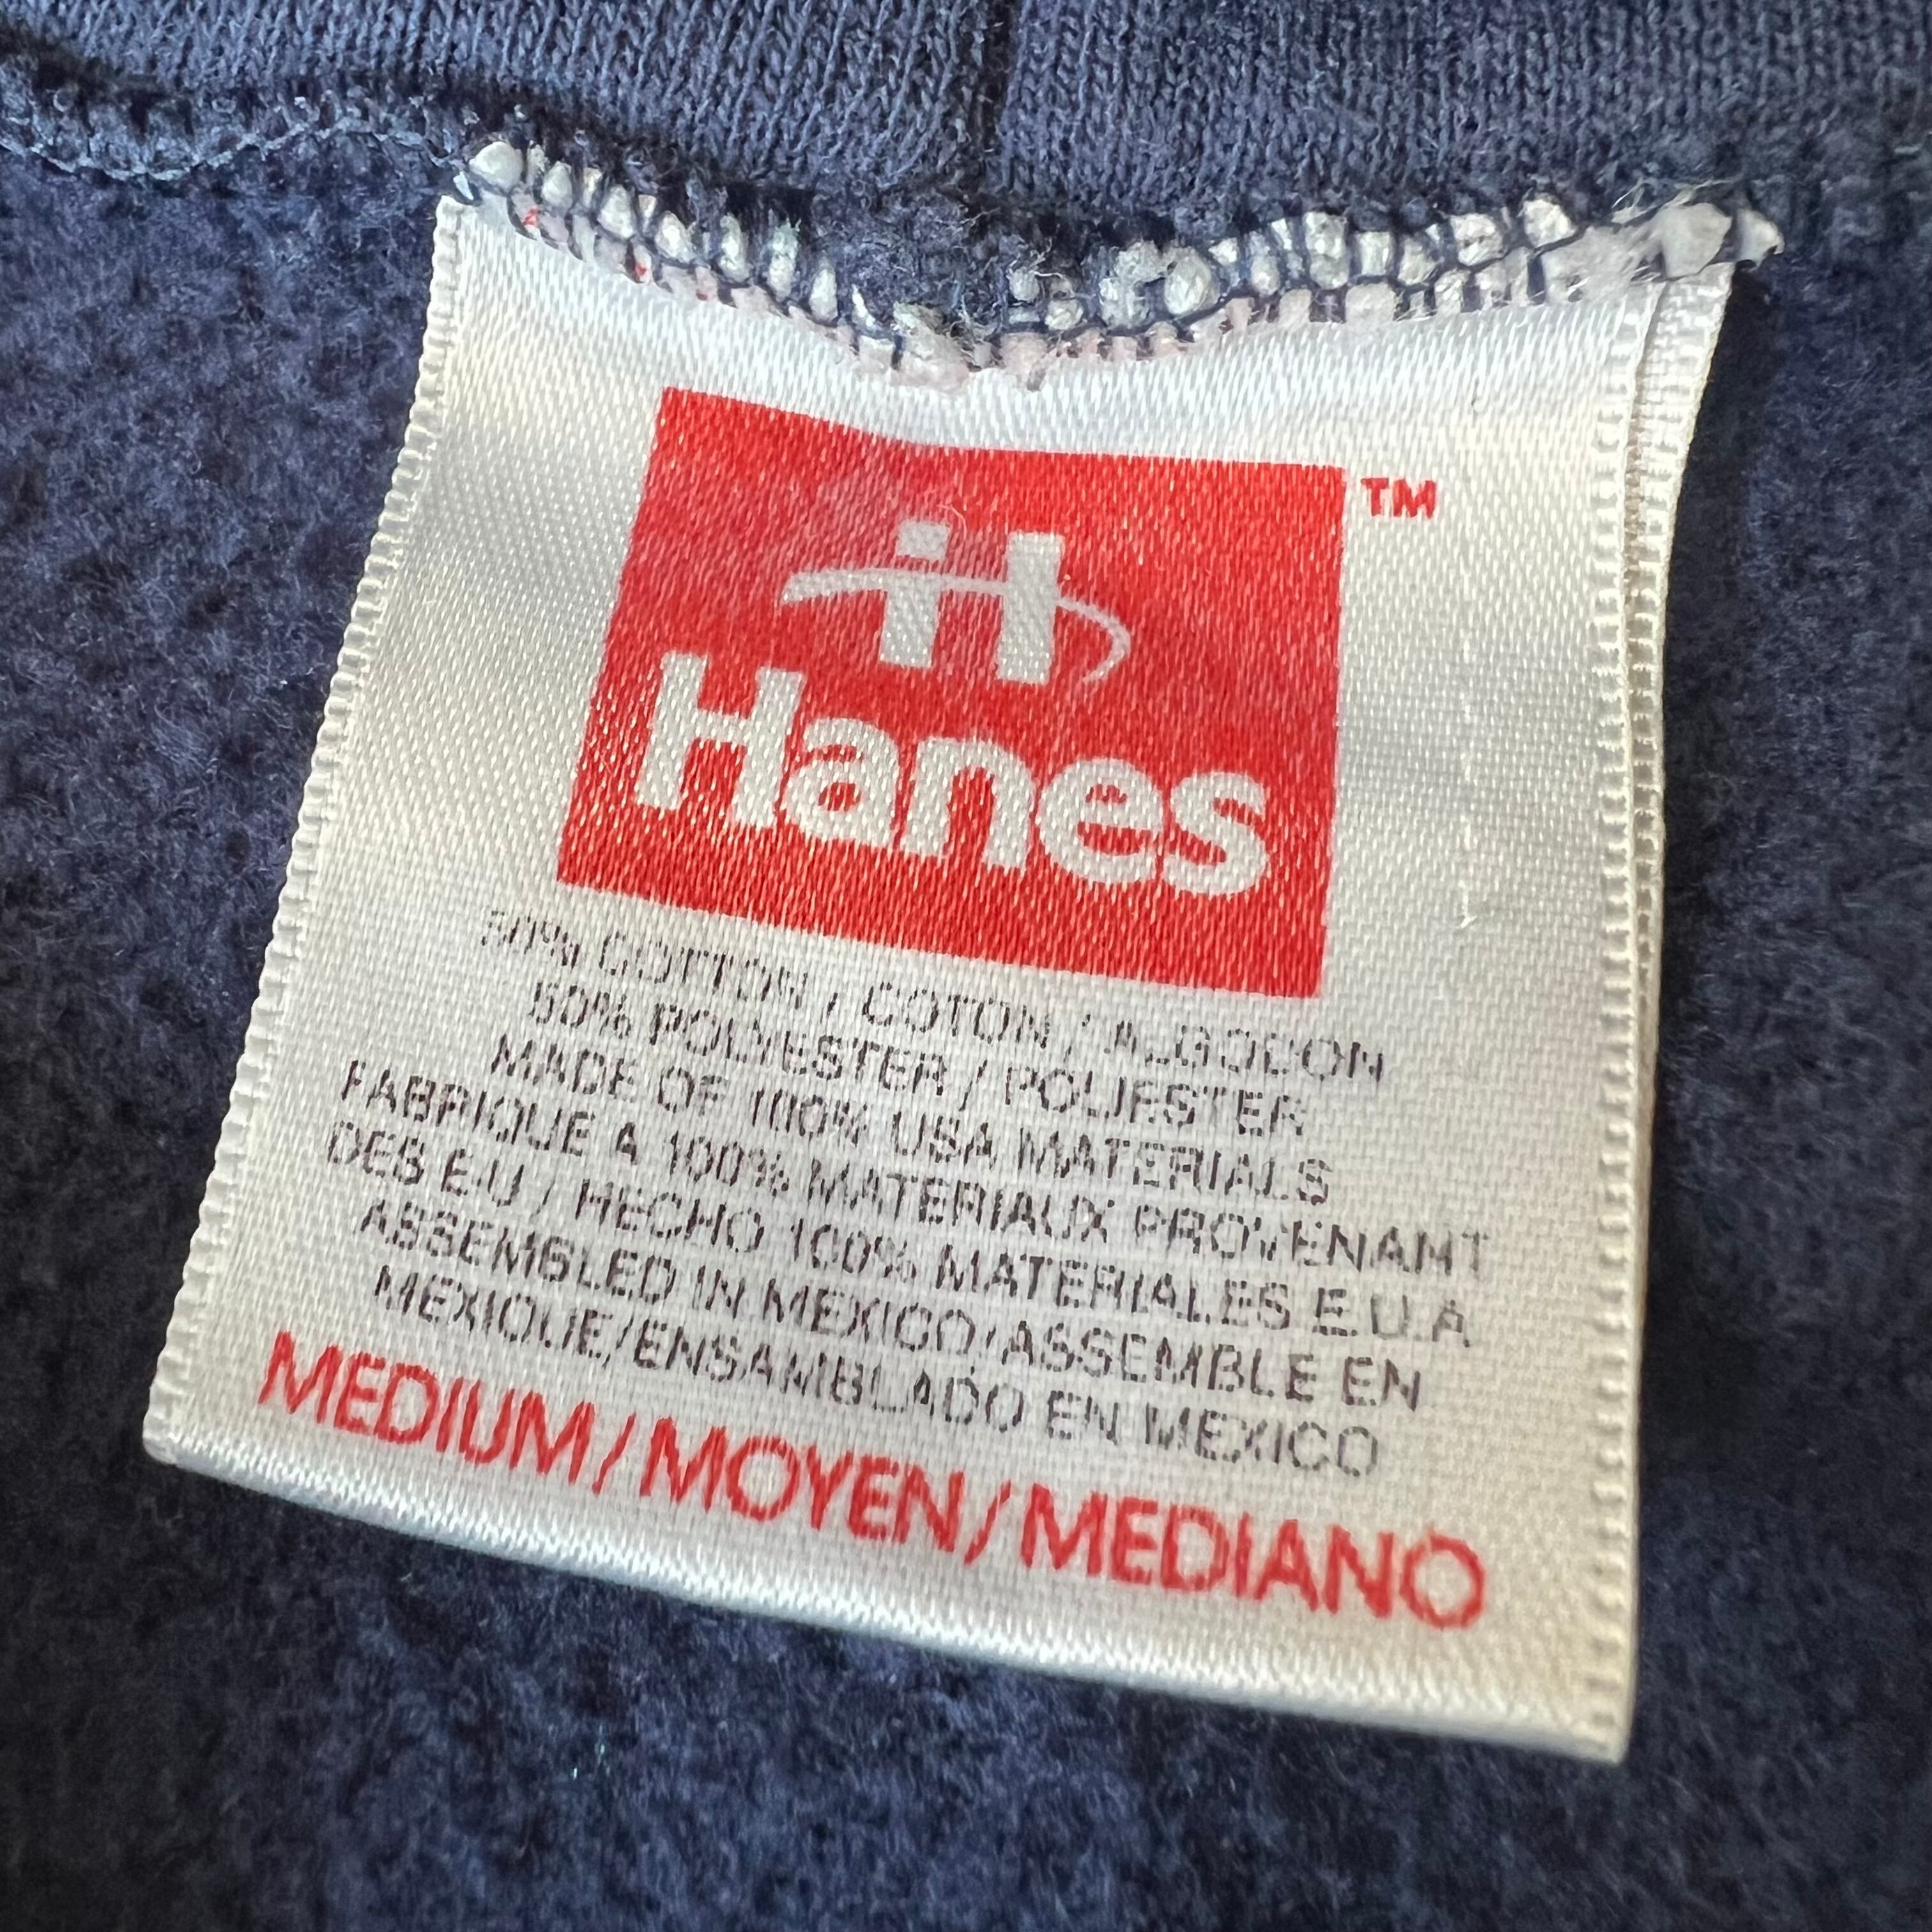 TM
H
Hanes
50% COTTON / COTON / ALGODON
50% POLYESTER / POLIESTER
MADE OF 100% USA MATERIALS
FABRIQUE A 100% MATERIAUX PROVENANT
DES E.U / HECHO 100% MATERIALES E.U.A
ASSEMBLED IN MEXICO/ASSEMBLE EN
MEXIQUE/ENSAMBLADO EN MEXICO
MEDIUM / MOYEN / MEDIANO